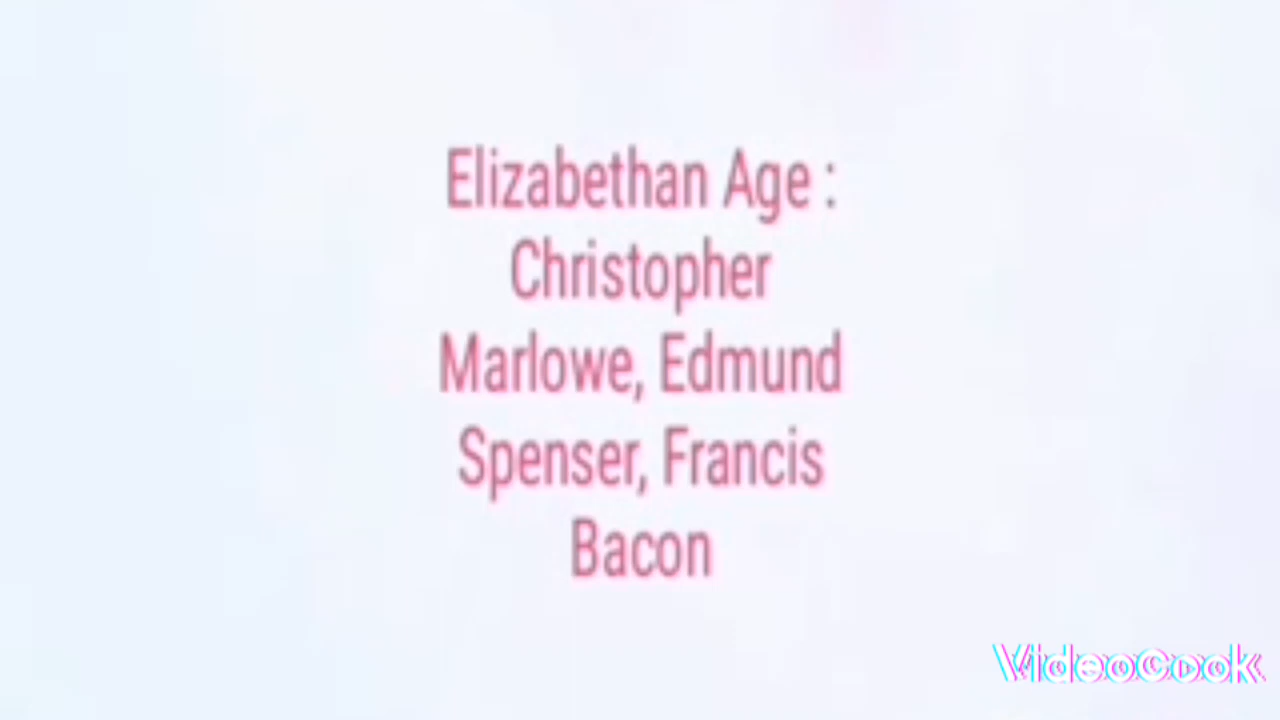 Elizabethan Age :
Christopher
Marlowe, Edmund
Spenser, Francis
Bacon
VideoCook